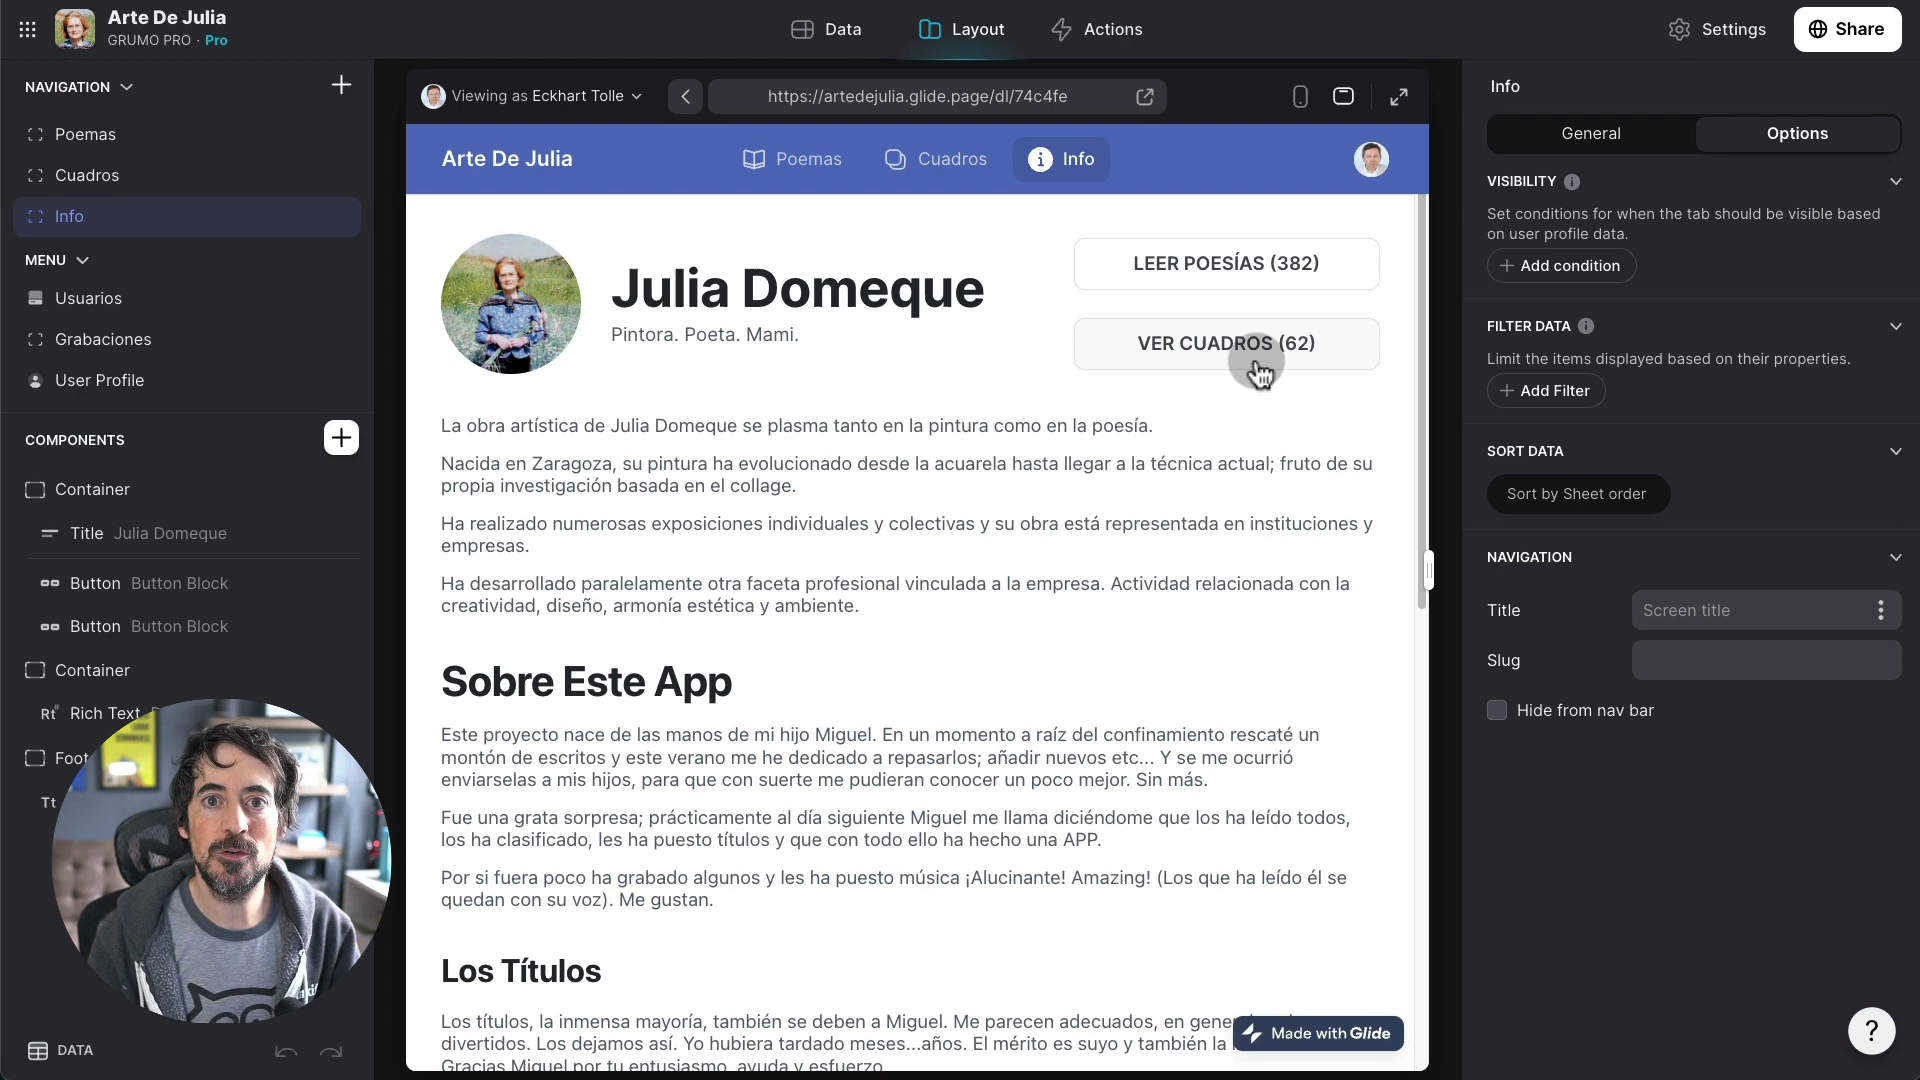 Arte De Julia
GRUMO PRO · Pro
Data
Layout
Actions
Settings
Share
NAVIGATION
Poemas
Cuadros
Info
MENU
Usuarios
Grabaciones
User Profile
COMPONENTS
Container
Title Julia Domeque
Button Button Block
Button Button Block
Container
Rt Rich Text
Foot
Tt
DATA
Viewing as Eckhart Tolle
https://artedejulia.glide.page/dl/74c4fe
Arte De Julia
Poemas
Cuadros
Info
Julia Domeque
Pintora. Poeta. Mami.
LEER POESÍAS (382)
VER CUADROS (62)
La obra artística de Julia Domeque se plasma tanto en la pintura como en la poesía.
Nacida en Zaragoza, su pintura ha evolucionado desde la acuarela hasta llegar a la técnica actual; fruto de su
propia investigación basada en el collage.
Ha realizado numerosas exposiciones individuales y colectivas y su obra está representada en instituciones y
empresas.
Ha desarrollado paralelamente otra faceta profesional vinculada a la empresa. Actividad relacionada con la
creatividad, diseño, armonía estética y ambiente.
Sobre Este App
Este proyecto nace de las manos de mi hijo Miguel. En un momento a raíz del confinamiento rescaté un
montón de escritos y este verano me he dedicado a repasarlos; añadir nuevos etc... Y se me ocurrió
enviarselas a mis hijos, para que con suerte me pudieran conocer un poco mejor. Sin más.
Fue una grata sorpresa; prácticamente al día siguiente Miguel me llama diciéndome que los ha leído todos,
los ha clasificado, les ha puesto títulos y que con todo ello ha hecho una APP.
Por si fuera poco ha grabado algunos y les ha puesto música ¡Alucinante! Amazing! (Los que ha leído él se
quedan con su voz). Me gustan.
Los Títulos
Los títulos, la inmensa mayoría, también se deben a Miguel. Me parecen adecuados, en gene
divertidos. Los dejamos así. Yo hubiera tardado meses...años. El mérito es suyo y también la
Gracias Miguel por tu entusiasmo, ayuda y esfuerzo
Made with Glide
Info
General
Options
VISIBILITY
Set conditions for when the tab should be visible based
on user profile data.
Add condition
FILTER DATA
Limit the items displayed based on their properties.
Add Filter
SORT DATA
Sort by Sheet order
NAVIGATION
Title
Screen title
Slug
Hide from nav bar
?